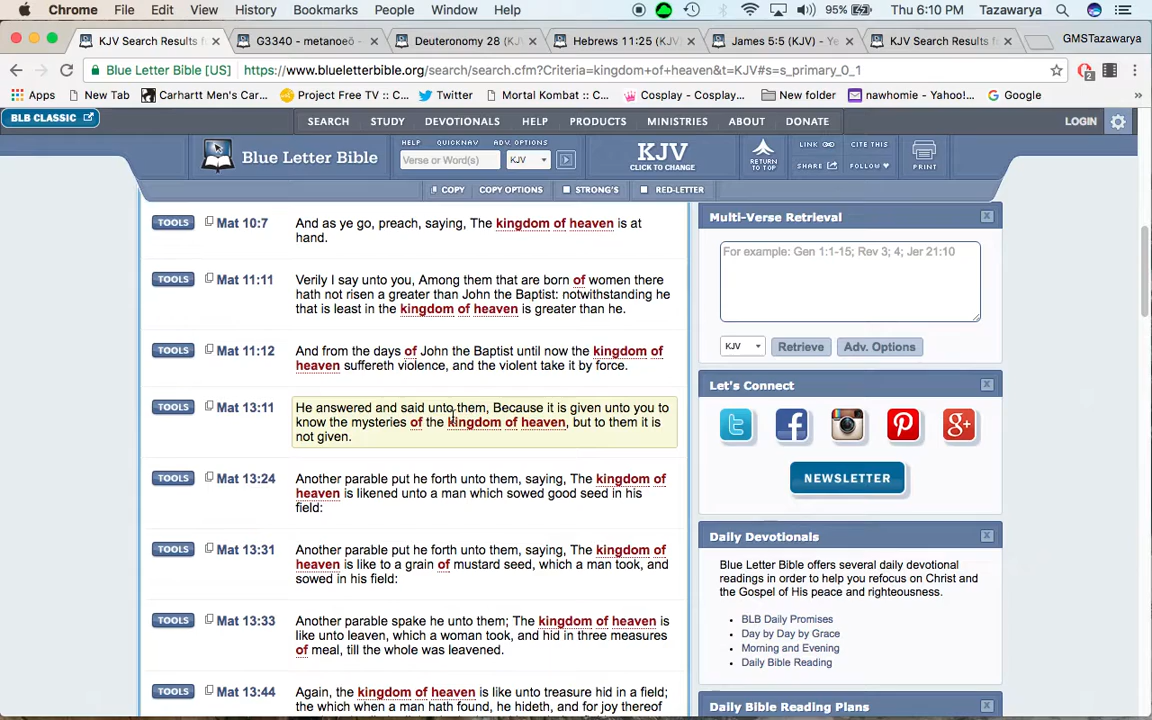 Chrome File Edit View History Bookmarks People Window Help 95% Thu 6:10 PM Tazawarya
KJV Search Results f × G3340 - metanoeō - × Deuteronomy 28 (KJV × Hebrews 11:25 (KJV) × James 5:5 (KJV) - Ye × KJV Search Results f × GMSTazawarya
Blue Letter Bible [US] https://www.blueletterbible.org/search/search.cfm?Criteria=kingdom+of+heaven&t=KJV#s=s_primary_0_1 2
Apps New Tab Carhartt Men's Car... Project Free TV :: C... Twitter Mortal Kombat :: C... Cosplay - Cosplay... New folder nawhomie - Yahoo!... Google »
BLB CLASSIC SEARCH STUDY DEVOTIONALS HELP PRODUCTS MINISTRIES ABOUT DONATE LOGIN
HELP QUICKNAV ADV. OPTIONS
Blue Letter Bible Verse or Word(s) KJV KJV CLICK TO CHANGE RETURN TO TOP LINK CITE THIS SHARE FOLLOW PRINT
COPY COPY OPTIONS STRONG'S RED-LETTER
TOOLS Mat 10:7 And as ye go, preach, saying, The kingdom of heaven is at
hand.
TOOLS Mat 11:11 Verily I say unto you, Among them that are born of women there
hath not risen a greater than John the Baptist: notwithstanding he
that is least in the kingdom of heaven is greater than he.
TOOLS Mat 11:12 And from the days of John the Baptist until now the kingdom of
heaven suffereth violence, and the violent take it by force.
TOOLS Mat 13:11 He answered and said unto them, Because it is given unto you to
know the mysteries of the kingdom of heaven, but to them it is
not given.
TOOLS Mat 13:24 Another parable put he forth unto them, saying, The kingdom of
heaven is likened unto a man which sowed good seed in his
field:
TOOLS Mat 13:31 Another parable put he forth unto them, saying, The kingdom of
heaven is like to a grain of mustard seed, which a man took, and
sowed in his field:
TOOLS Mat 13:33 Another parable spake he unto them; The kingdom of heaven is
like unto leaven, which a woman took, and hid in three measures
of meal, till the whole was leavened.
TOOLS Mat 13:44 Again, the kingdom of heaven is like unto treasure hid in a field;
the which when a man hath found, he hideth, and for joy thereof
Multi-Verse Retrieval
For example: Gen 1:1-15; Rev 3; 4; Jer 21:10
KJV Retrieve Adv. Options
Let's Connect
NEWSLETTER
Daily Devotionals
Blue Letter Bible offers several daily devotional
readings in order to help you refocus on Christ and
the Gospel of His peace and righteousness.
• BLB Daily Promises
• Day by Day by Grace
• Morning and Evening
• Daily Bible Reading
Daily Bible Reading Plans